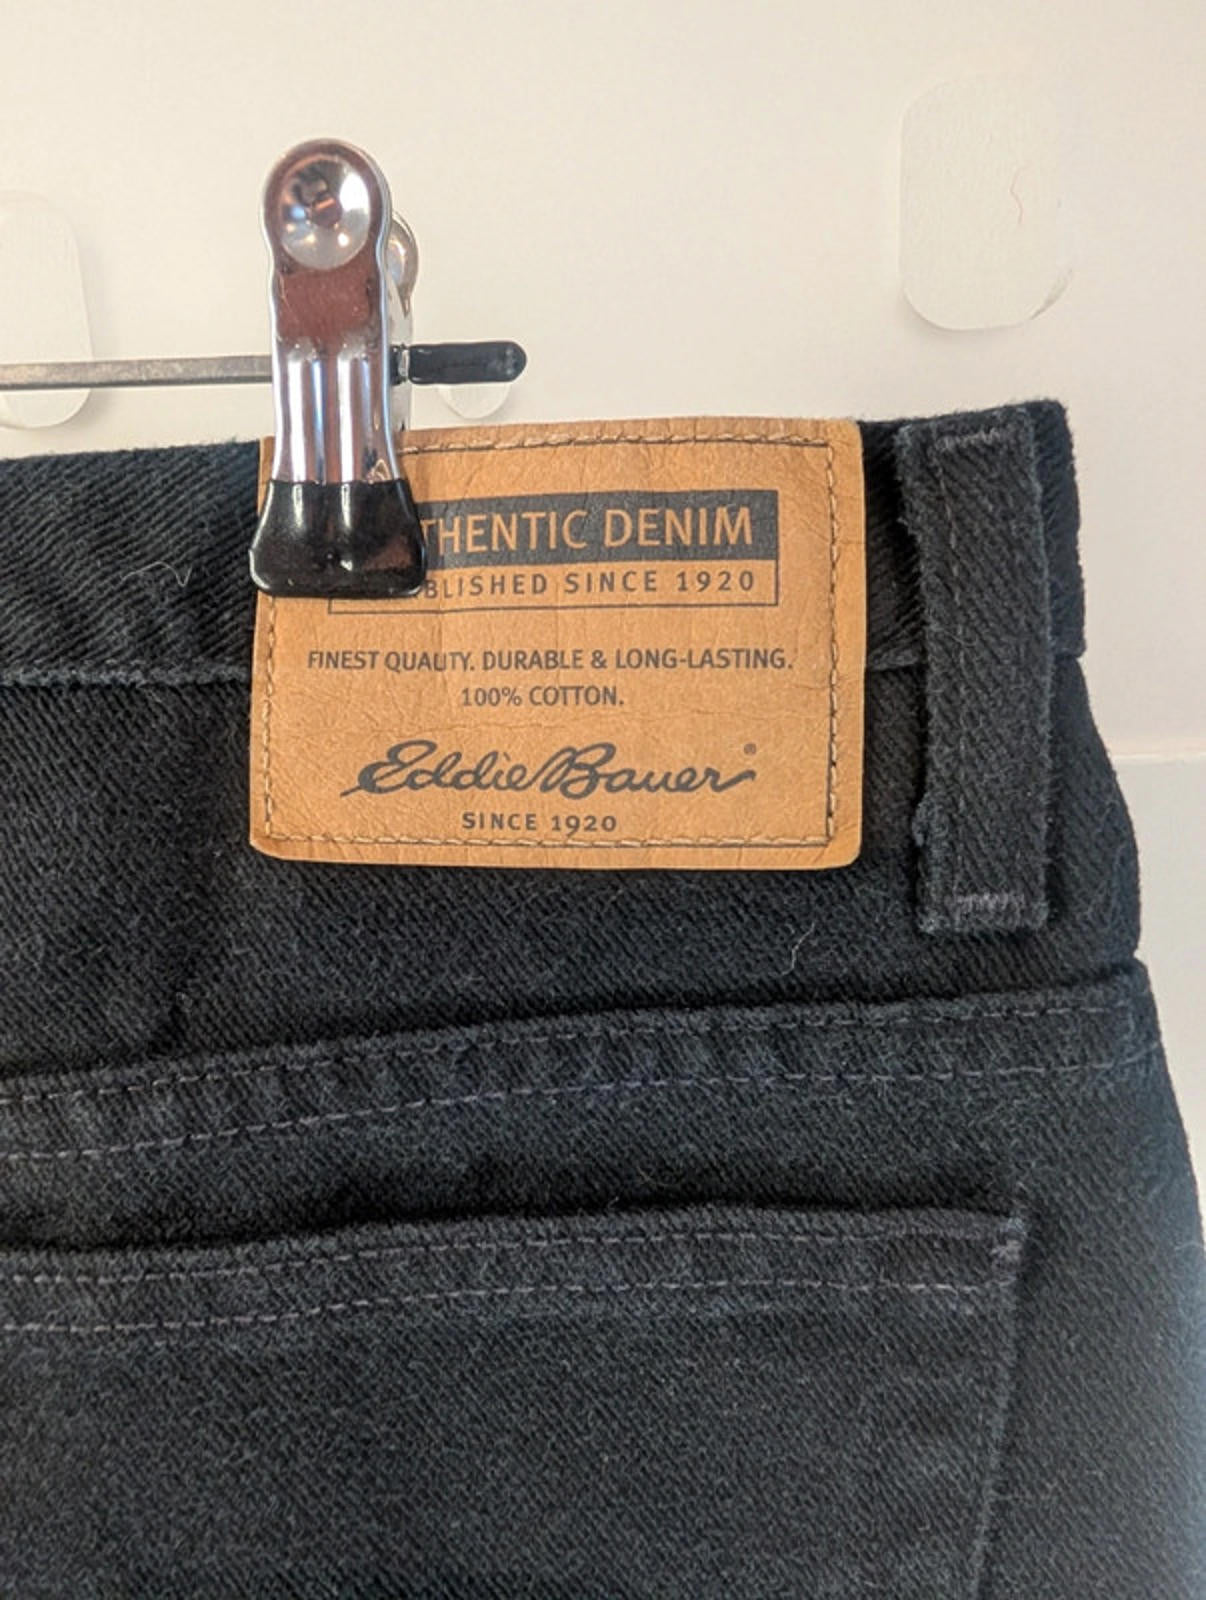 THENTIC DENIM
BLISHED SINCE 1920
FINEST QUALITY. DURABLE & LONG-LASTING.
100% COTTON.
Eddie Bauer®
SINCE 1920